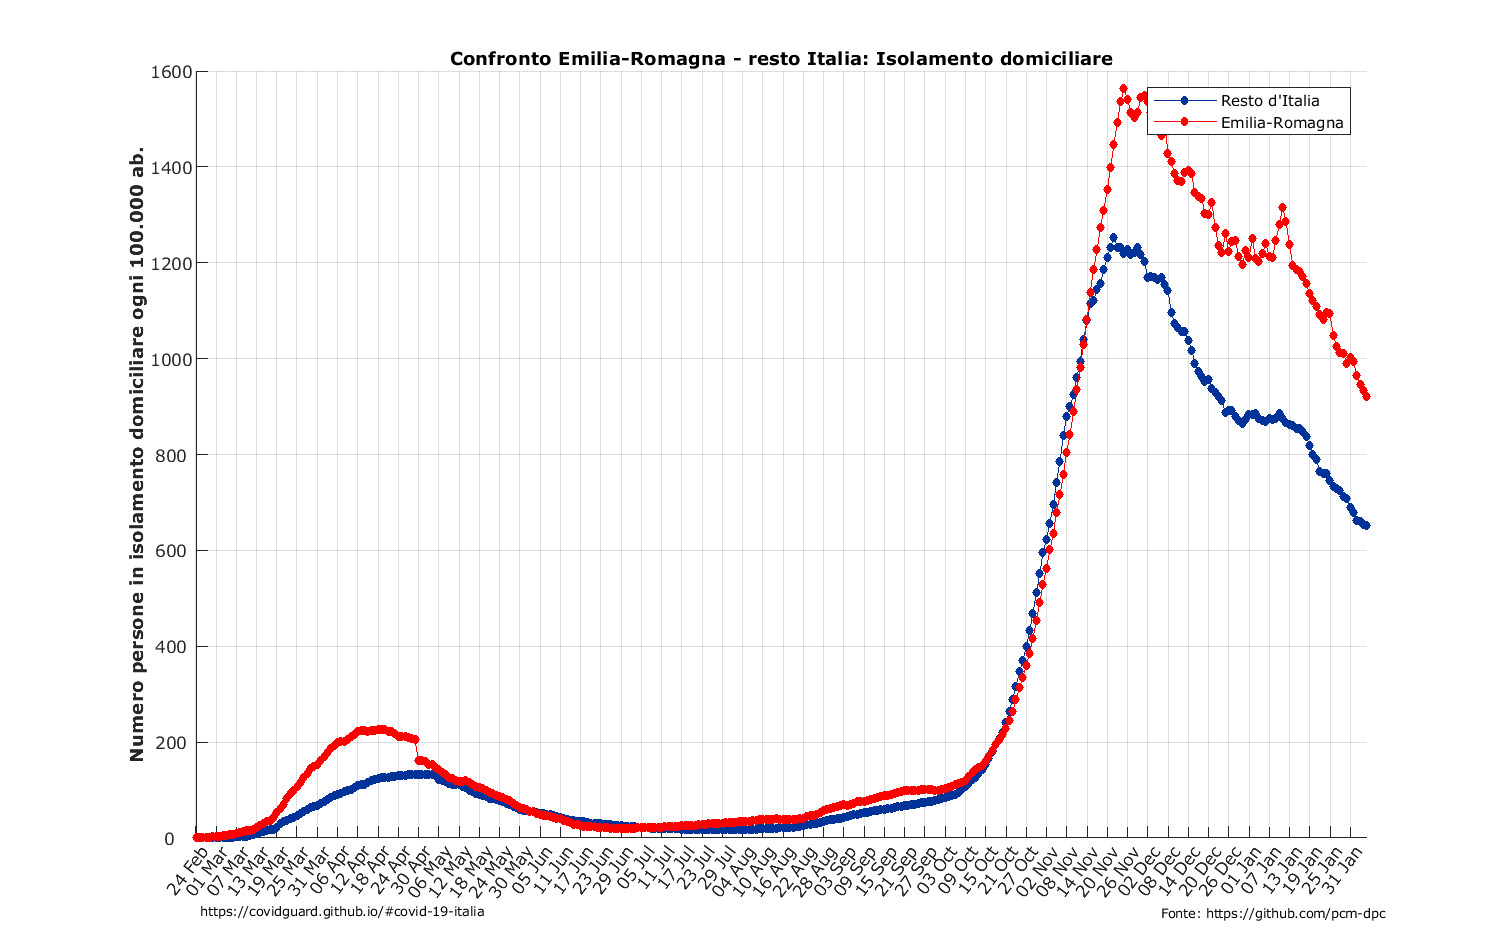 Confronto Emilia-Romagna - resto Italia: Isolamento domiciliare
Numero persone in isolamento domiciliare ogni 100.000 ab.
1600
1400
1200
1000
800
600
400
200
0
Resto d'Italia
Emilia-Romagna
24 Feb
01 Mar
07 Mar
13 Mar
19 Mar
25 Mar
31 Mar
06 Apr
12 Apr
18 Apr
24 Apr
30 Apr
06 May
12 May
18 May
24 May
30 May
05 Jun
11 Jun
17 Jun
23 Jun
29 Jun
05 Jul
11 Jul
17 Jul
23 Jul
29 Jul
04 Aug
10 Aug
16 Aug
22 Aug
28 Aug
03 Sep
09 Sep
15 Sep
21 Sep
27 Sep
03 Oct
09 Oct
15 Oct
21 Oct
27 Oct
02 Nov
08 Nov
14 Nov
20 Nov
26 Nov
02 Dec
08 Dec
14 Dec
20 Dec
26 Dec
01 Jan
07 Jan
13 Jan
19 Jan
25 Jan
31 Jan
https://covidguard.github.io/#covid-19-italia
Fonte: https://github.com/pcm-dpc